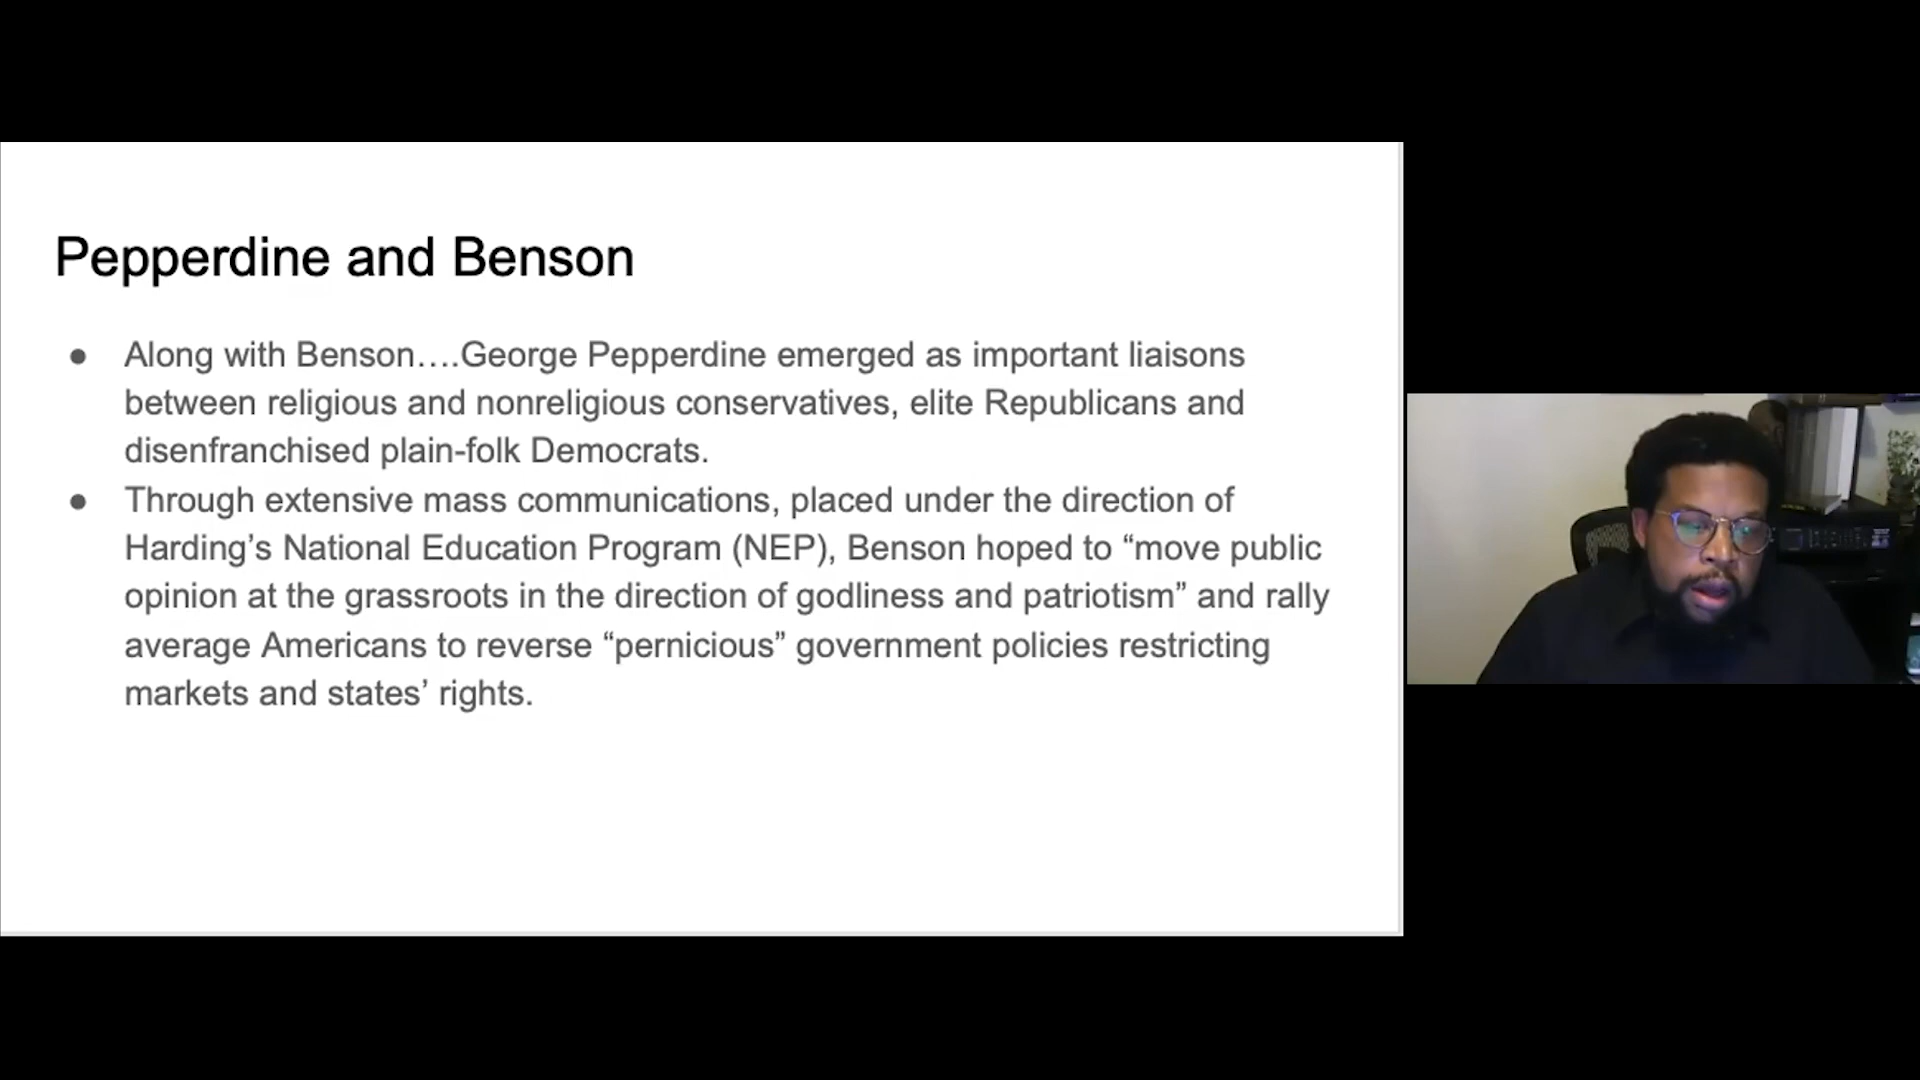 Pepperdine and Benson
● Along with Benson….George Pepperdine emerged as important liaisons
between religious and nonreligious conservatives, elite Republicans and
disenfranchised plain-folk Democrats.
● Through extensive mass communications, placed under the direction of
Harding’s National Education Program (NEP), Benson hoped to “move public
opinion at the grassroots in the direction of godliness and patriotism” and rally
average Americans to reverse “pernicious” government policies restricting
markets and states’ rights.